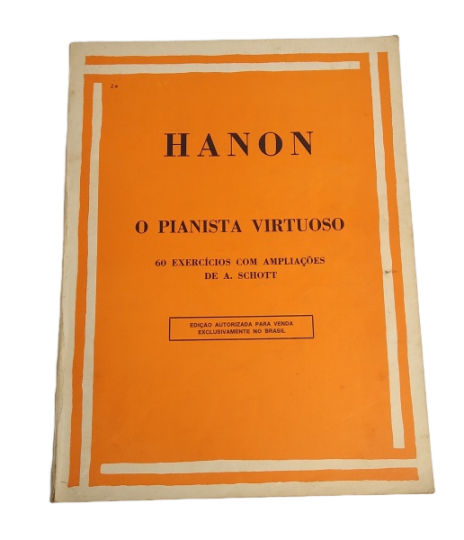 HANON
O PIANISTA VIRTUOSO
60 EXERCÍCIOS COM AMPLIAÇÕES
DE A. SCHOTT
EDIÇÃO AUTORIZADA PARA VENDA
EXCLUSIVAMENTE NO BRASIL